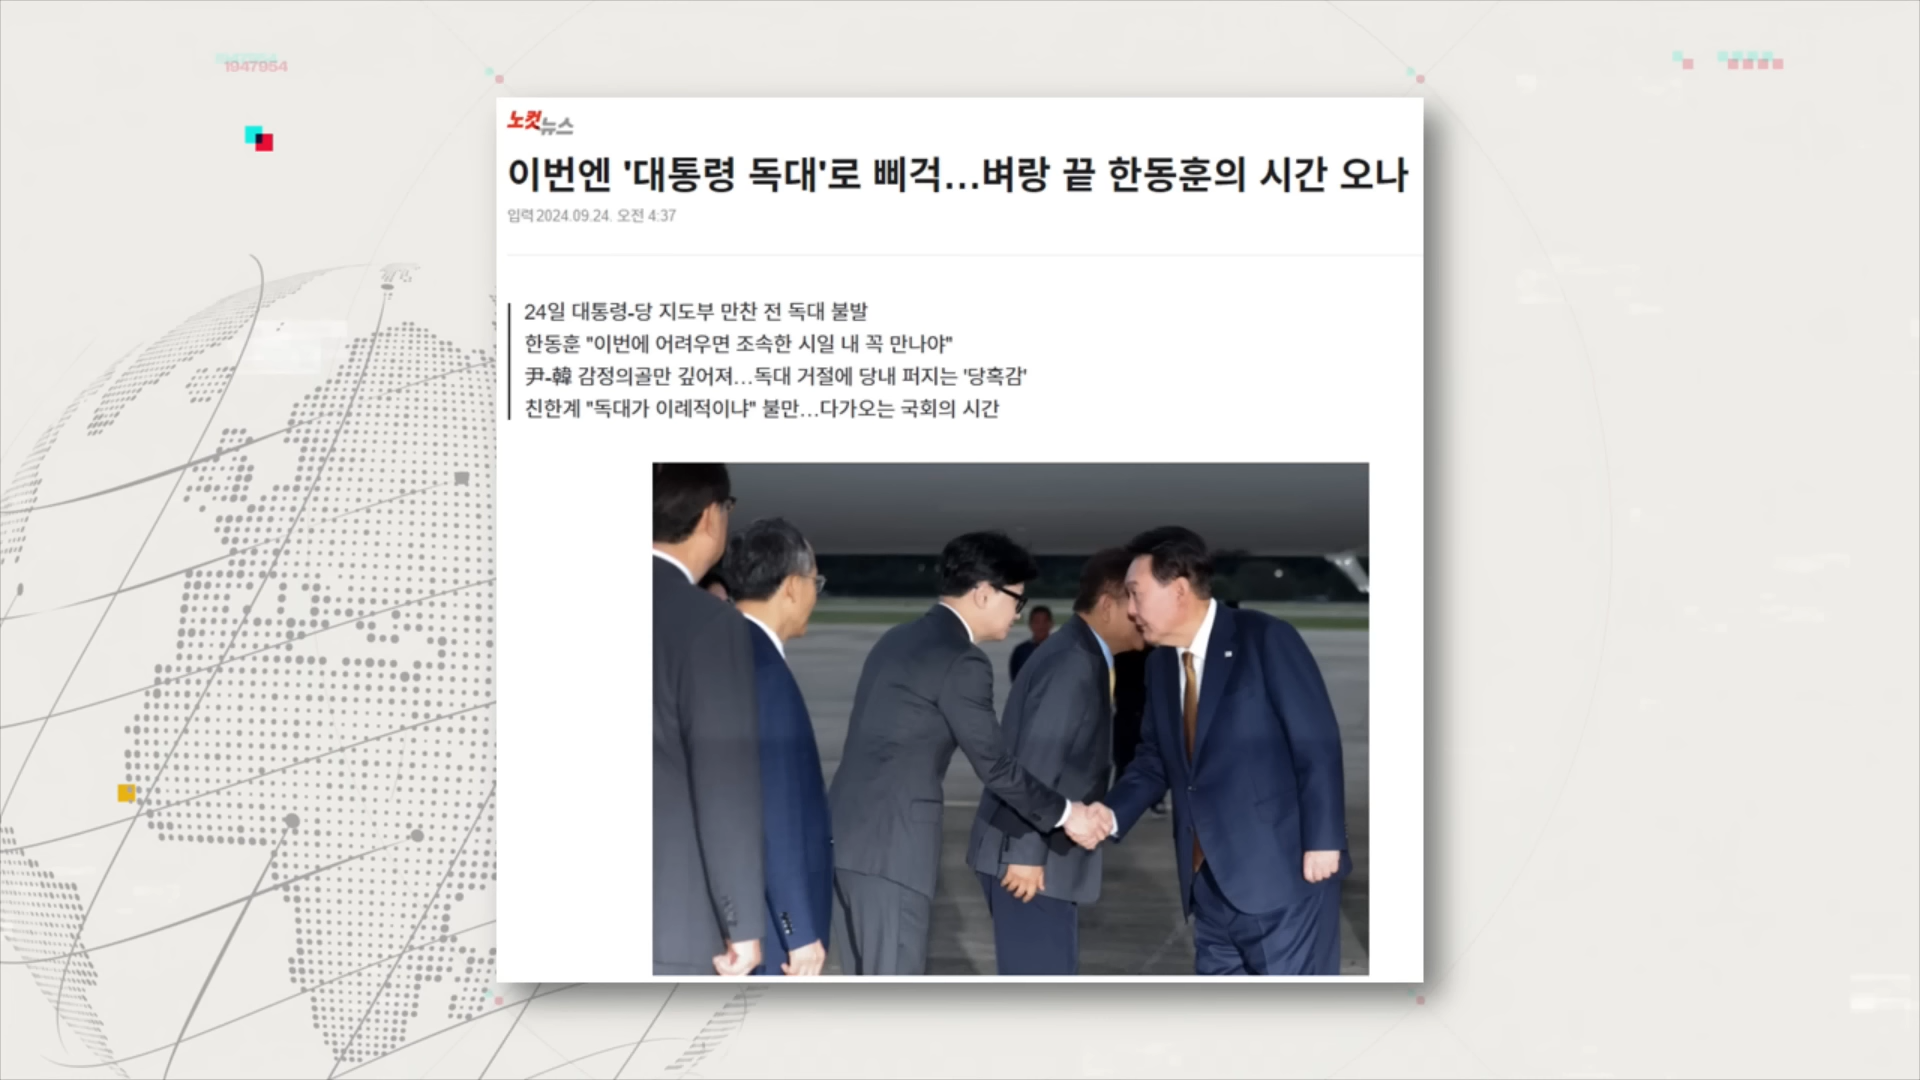 1947954
노컷뉴스
이번엔 '대통령 독대'로 삐걱…벼랑 끝 한동훈의 시간 오나
입력 2024.09.24. 오전 4:37
24일 대통령-당 지도부 만찬 전 독대 불발
한동훈 "이번에 어려우면 조속한 시일 내 꼭 만나야"
尹-韓 감정의골만 깊어져…독대 거절에 당내 퍼지는 '당혹감'
친한계 "독대가 이례적이냐" 불만…다가오는 국회의 시간